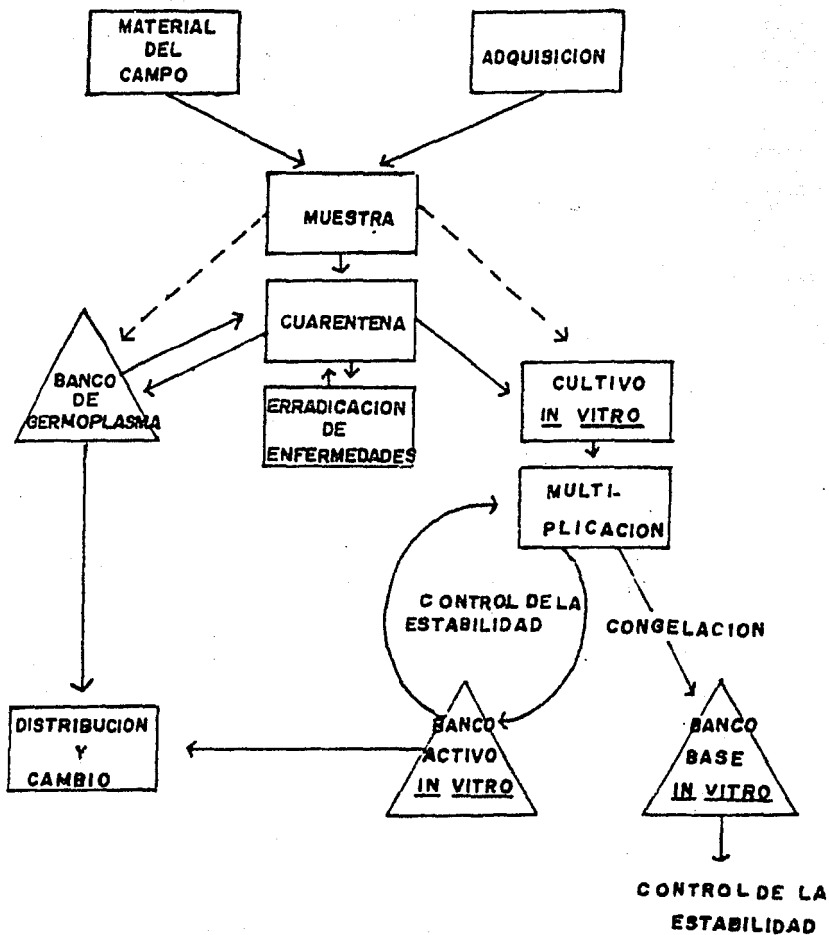 MATERIAL
DEL
CAMPO
ADQUISICION
MUESTRA
CUARENTENA
BANCO
DE
GERMOPLASMA
ERRADICACION
DE
ENFERMEDADES
CULTIVO
IN VITRO
MULTI-
PLICACION
CONTROL DE LA
ESTABILIDAD
CONGELACION
DISTRIBUCION
Y
CAMBIO
BANCO
ACTIVO
IN VITRO
BANCO
BASE
IN VITRO
CONTROL DE LA
ESTABILIDAD